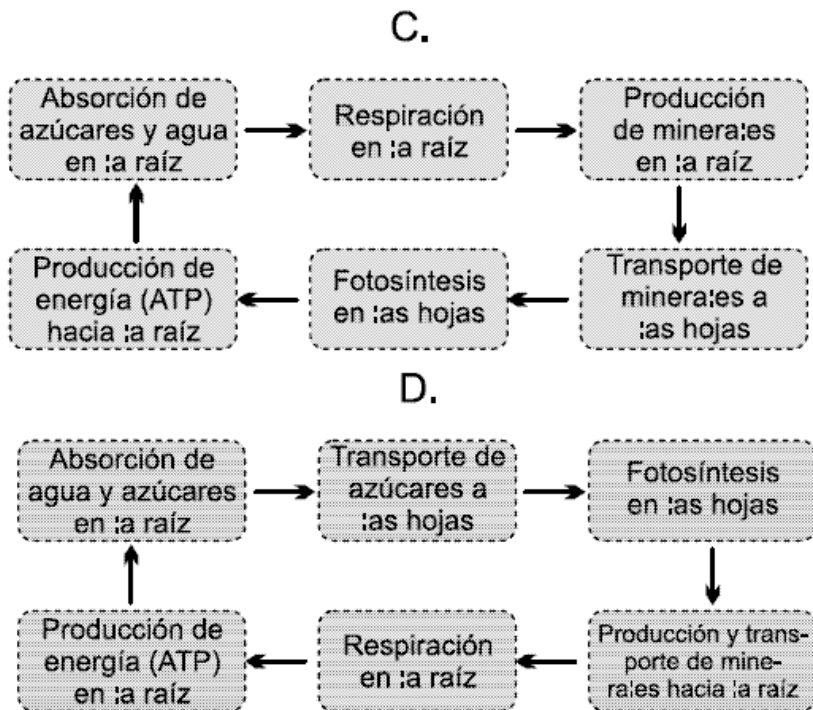 C.
Absorción de
azúcares y agua
en la raíz
Respiración
en la raíz
Producción
de minerales
en la raíz
Producción de
energía (ATP)
hacia la raíz
Fotosíntesis
en las hojas
Transporte de
minerales a
las hojas
D.
Absorción de
agua y azúcares
en la raíz
Transporte de
azúcares a
las hojas
Fotosíntesis
en las hojas
Producción de
energía (ATP)
en la raíz
Respiración
en la raíz
Producción y trans-
porte de mine-
rales hacia la raíz